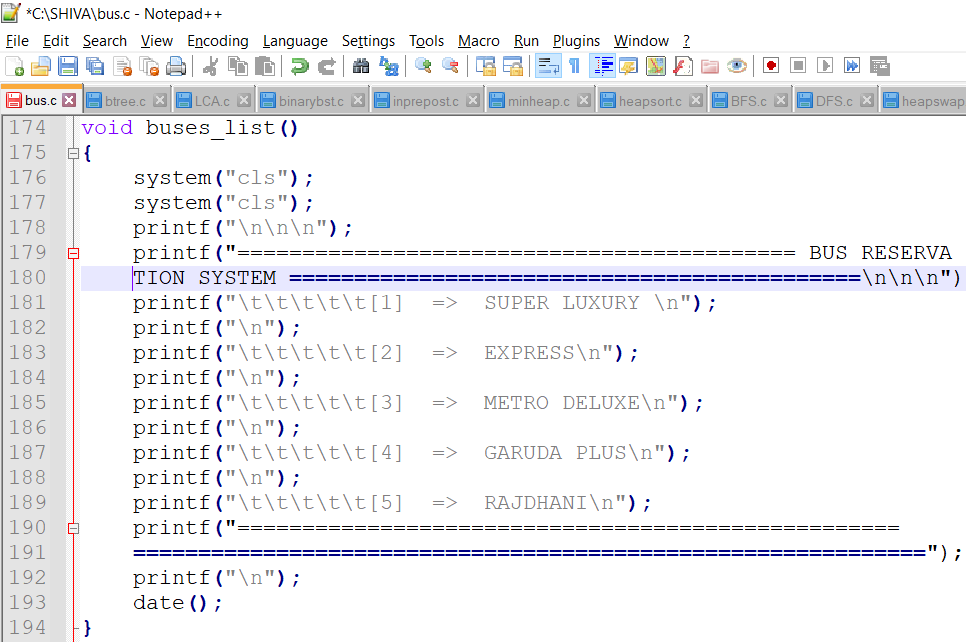 *C:\SHIVA\bus.c - Notepad++
File Edit Search View Encoding Language Settings Tools Macro Run Plugins Window ?
bus.c btree.c LCA.c binarybst.c inprepost.c minheap.c heapsort.c BFS.c DFS.c heapswap
174 void buses_list()
175 {
176 system("cls");
177 system("cls");
178 printf("\n\n\n");
179 printf("=========================================== BUS RESERVA
180 TION SYSTEM ============================================\n\n\n")
181 printf("\t\t\t\t\t[1]  =>  SUPER LUXURY \n");
182 printf("\n");
183 printf("\t\t\t\t\t[2]  =>  EXPRESS\n");
184 printf("\n");
185 printf("\t\t\t\t\t[3]  =>  METRO DELUXE\n");
186 printf("\n");
187 printf("\t\t\t\t\t[4]  =>  GARUDA PLUS\n");
188 printf("\n");
189 printf("\t\t\t\t\t[5]  =>  RAJDHANI\n");
190 printf("===================================================
191 =============================================================");
192 printf("\n");
193 date();
194 }